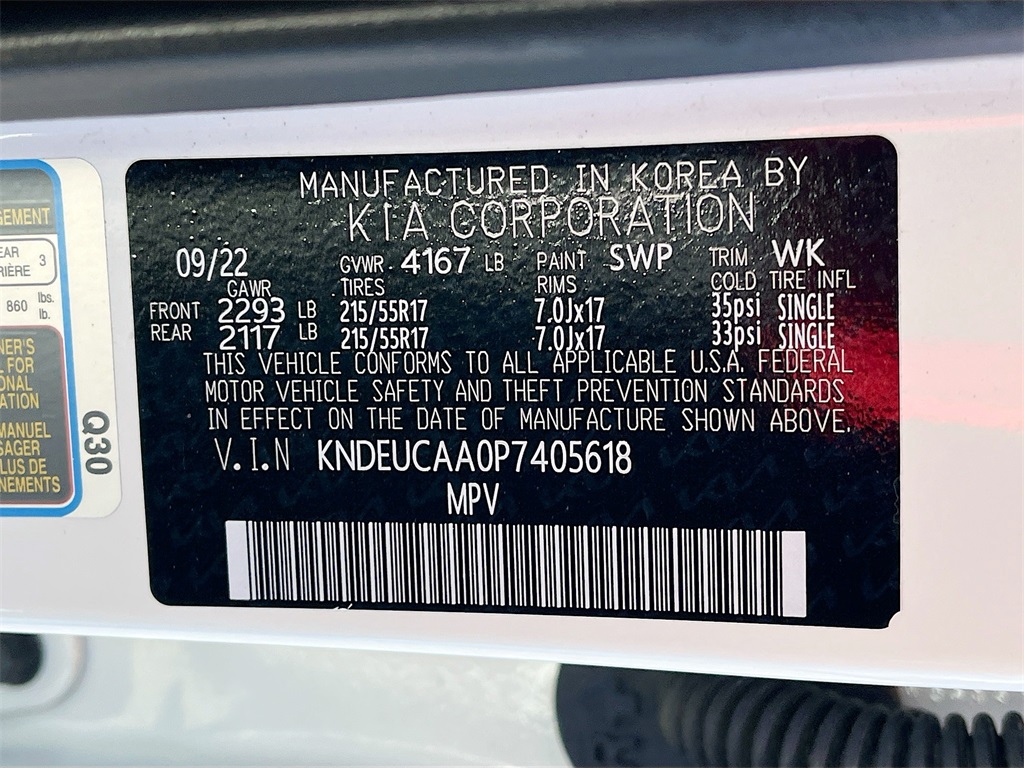 MANUFACTURED IN KOREA BY
KIA CORPORATION
09/22 GVWR 4167 LB PAINT SWP TRIM WK
GAWR TIRES RIMS COLD TIRE INFL
FRONT 2293 LB 215/55R17 7.0Jx17 35psi SINGLE
REAR 2117 LB 215/55R17 7.0Jx17 33psi SINGLE
THIS VEHICLE CONFORMS TO ALL APPLICABLE U.S.A. FEDERAL
MOTOR VEHICLE SAFETY AND THEFT PREVENTION STANDARDS
IN EFFECT ON THE DATE OF MANUFACTURE SHOWN ABOVE.
V.I.N KNDEUCAA0P7405618
MPV
GEMENT
EAR 3
RIÈRE
860 lbs.
lb.
NER'S
L FOR
ONAL
ATION
MANUEL
SAGER
LUS DE
NEMENTS
Q30